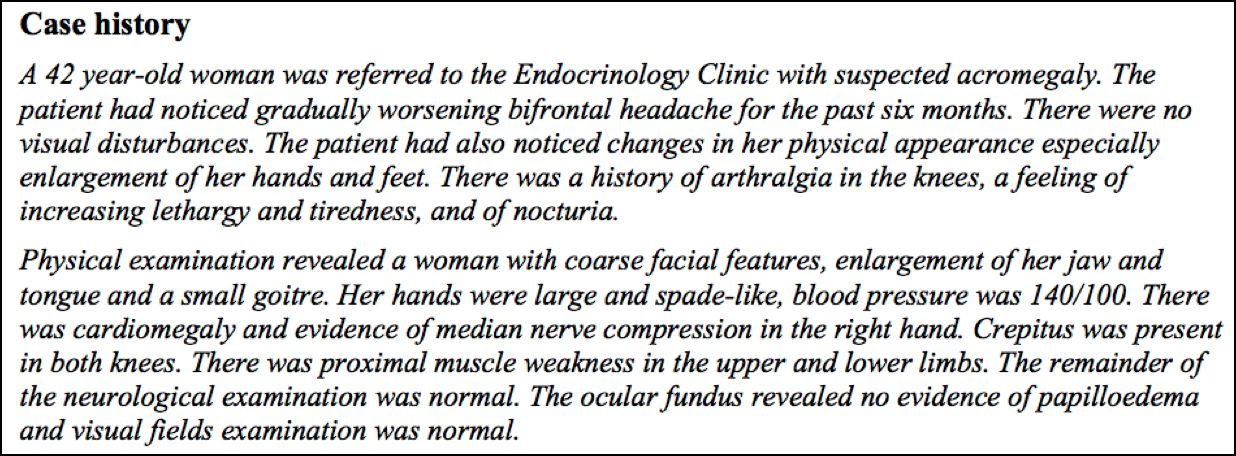 Case history
A 42 year-old woman was referred to the Endocrinology Clinic with suspected acromegaly. The
patient had noticed gradually worsening bifrontal headache for the past six months. There were no
visual disturbances. The patient had also noticed changes in her physical appearance especially
enlargement of her hands and feet. There was a history of arthralgia in the knees, a feeling of
increasing lethargy and tiredness, and of nocturia.
Physical examination revealed a woman with coarse facial features, enlargement of her jaw and
tongue and a small goitre. Her hands were large and spade-like, blood pressure was 140/100. There
was cardiomegaly and evidence of median nerve compression in the right hand. Crepitus was present
in both knees. There was proximal muscle weakness in the upper and lower limbs. The remainder of
the neurological examination was normal. The ocular fundus revealed no evidence of papilloedema
and visual fields examination was normal.